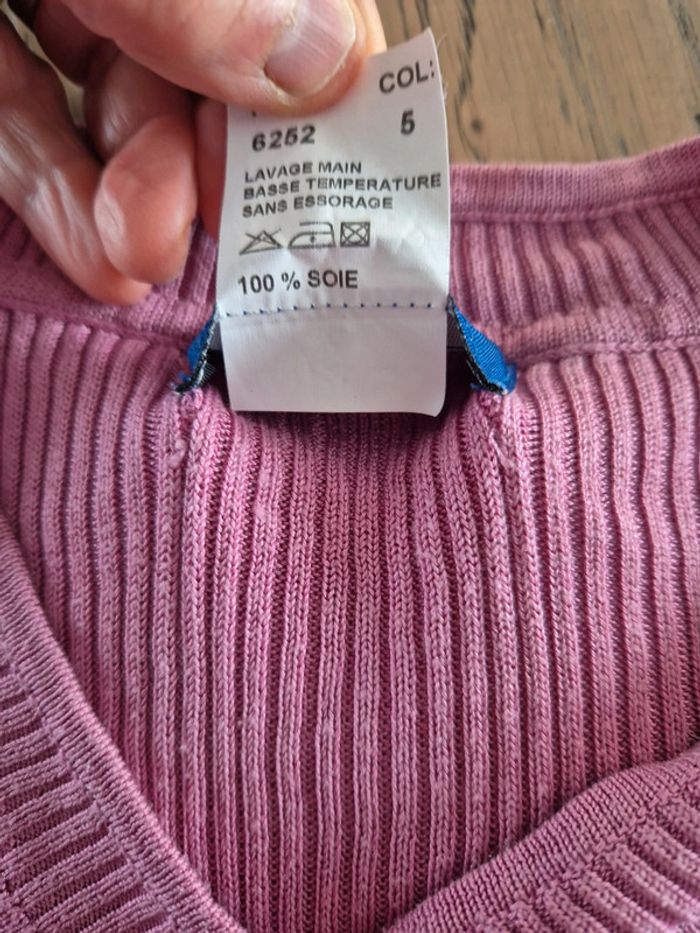 COL:
6252 5
LAVAGE MAIN
BASSE TEMPERATURE
SANS ESSORAGE
100 % SOIE